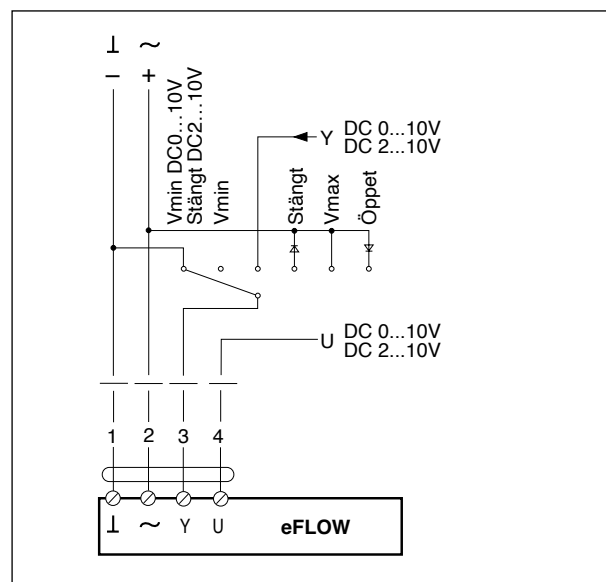 ⊥ ~
− +
Vmin DC0...10V
Stängt DC2...10V
Vmin
Y DC 0...10V
DC 2...10V
Stängt
Vmax
Öppet
U DC 0...10V
DC 2...10V
1 2 3 4
⊥ ~ Y U eFLOW